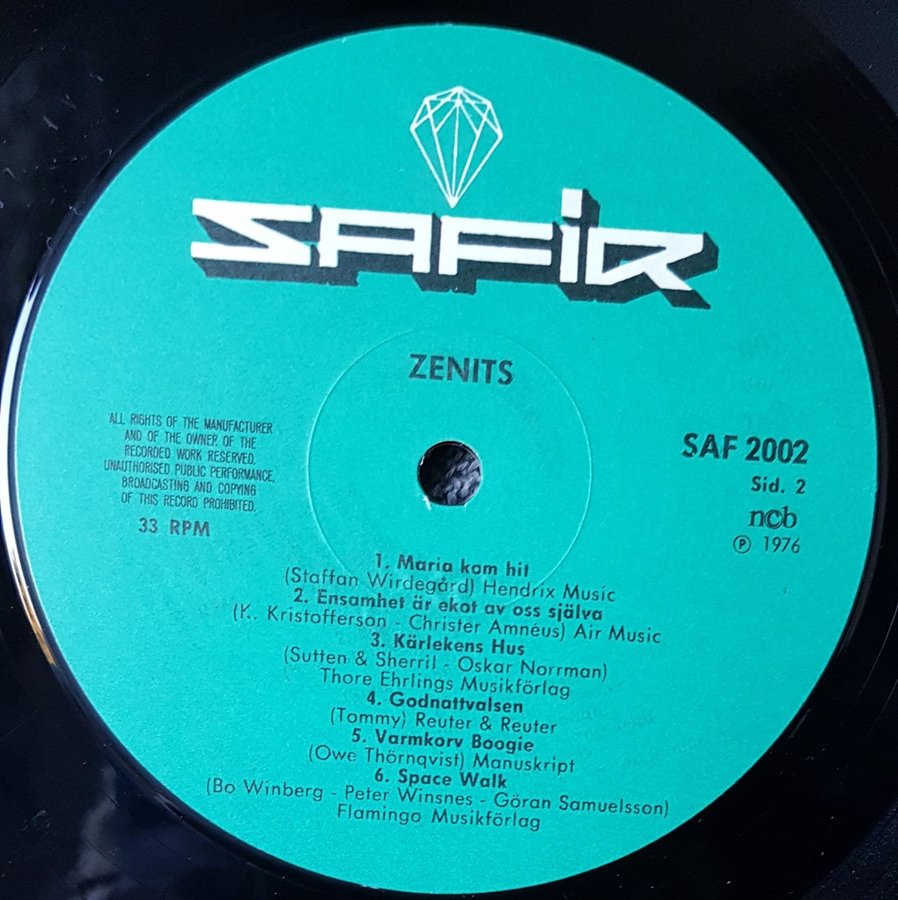 SAFIR
ZENITS
ALL RIGHTS OF THE MANUFACTURER
AND OF THE OWNER OF THE
RECORDED WORK RESERVED.
UNAUTHORISED PUBLIC PERFORMANCE,
BROADCASTING AND COPYING
OF THIS RECORD PROHIBITED.
33 RPM
SAF 2002
Sid. 2
ncb
℗ 1976
1. Maria kom hit
(Staffan Wirdegård) Hendrix Music
2. Ensamhet är ekot av oss själva
(K. Kristofferson - Christer Amnéus) Air Music
3. Kärlekens Hus
(Sutten & Sherril - Oskar Norrman)
Thore Ehrlings Musikförlag
4. Godnattvalsen
(Tommy) Reuter & Reuter
5. Varmkorv Boogie
(Owe Thörnqvist) Manuskript
6. Space Walk
(Bo Winberg - Peter Winsnes - Göran Samuelsson)
Flamingo Musikförlag